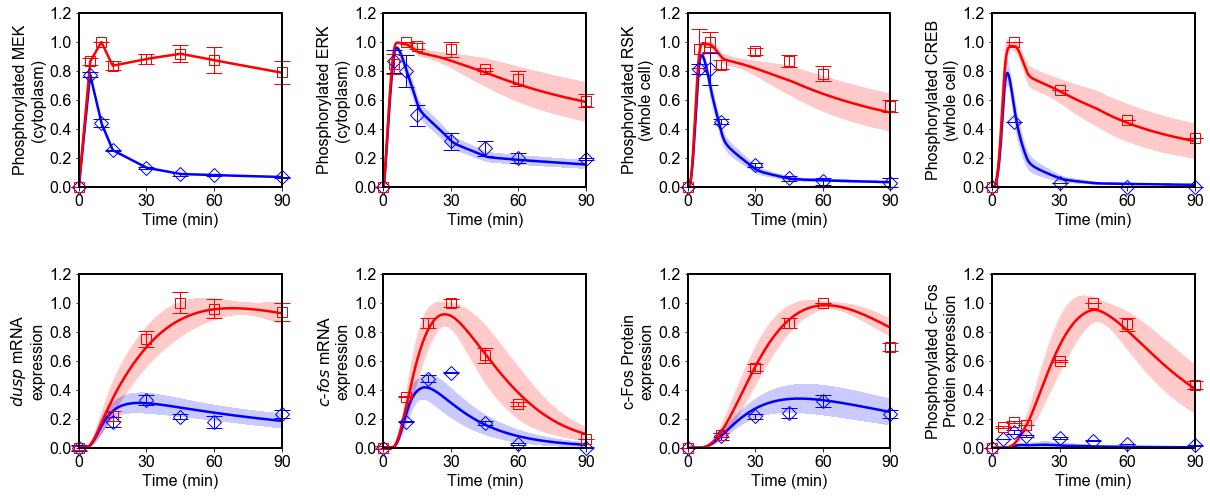 Phosphorylated MEK
(cytoplasm)
1.2
1.0
0.8
0.6
0.4
0.2
0.0
0 30 60 90
Time (min)
Phosphorylated ERK
(cytoplasm)
1.2
1.0
0.8
0.6
0.4
0.2
0.0
0 30 60 90
Time (min)
Phosphorylated RSK
(whole cell)
1.2
1.0
0.8
0.6
0.4
0.2
0.0
0 30 60 90
Time (min)
Phosphorylated CREB
(whole cell)
1.2
1.0
0.8
0.6
0.4
0.2
0.0
0 30 60 90
Time (min)
dusp mRNA
expression
1.2
1.0
0.8
0.6
0.4
0.2
0.0
0 30 60 90
Time (min)
c-fos mRNA
expression
1.2
1.0
0.8
0.6
0.4
0.2
0.0
0 30 60 90
Time (min)
c-Fos Protein
expression
1.2
1.0
0.8
0.6
0.4
0.2
0.0
0 30 60 90
Time (min)
Phosphorylated c-Fos
Protein expression
1.2
1.0
0.8
0.6
0.4
0.2
0.0
0 30 60 90
Time (min)